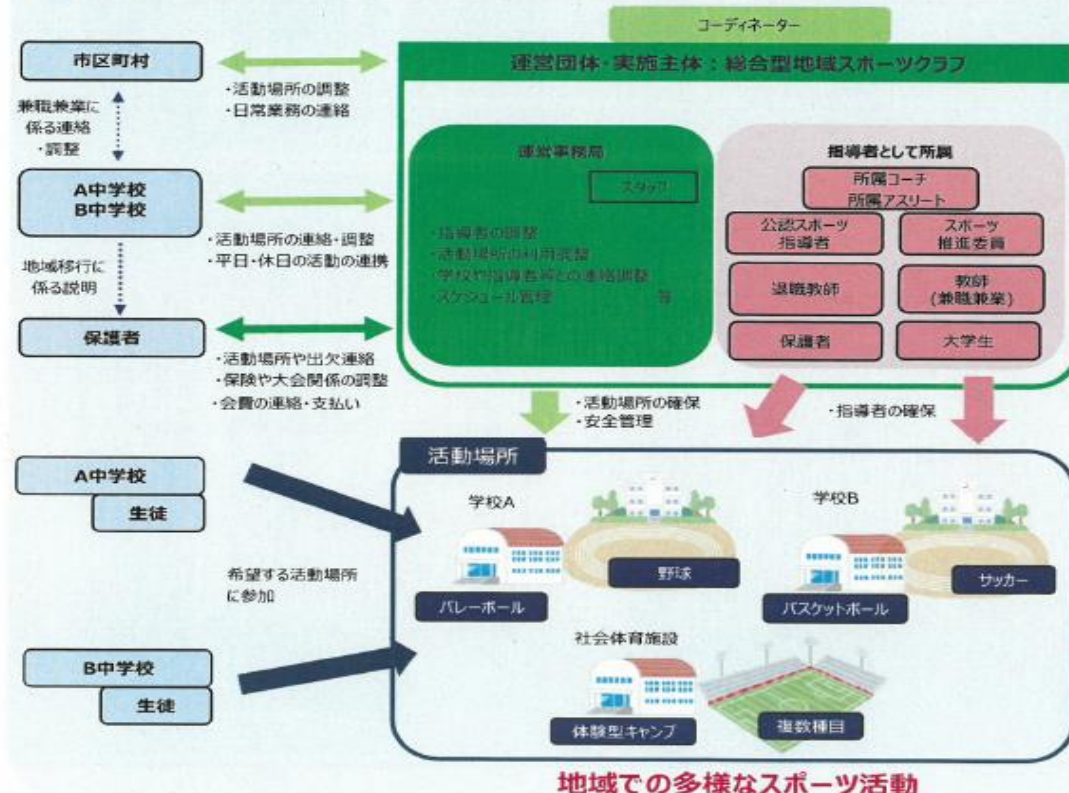 コーディネーター
市区町村
運営団体・実施主体：総合型地域スポーツクラブ
・活動場所の調整
・日常業務の連絡
兼職兼業に
係る連絡
・調整
運営事務局
スタッフ
・指導者の調整
・活動場所の利用調整
・学校や指導者等との連絡調整
・スケジュール管理　　　等
指導者として所属
所属コーチ
所属アスリート
公認スポーツ
指導者
スポーツ
推進委員
退職教師
教師
(兼職兼業)
保護者
大学生
A中学校
B中学校
・活動場所の連絡・調整
・平日・休日の活動の連携
地域移行に
係る説明
保護者
・活動場所や出欠連絡
・保険や大会関係の調整
・会費の連絡・支払い
・活動場所の確保
・安全管理
・指導者の確保
活動場所
A中学校
生徒
学校A
学校B
野球
サッカー
バレーボール
バスケットボール
希望する活動場所
に参加
社会体育施設
B中学校
生徒
体験型キャンプ
複数種目
地域での多様なスポーツ活動